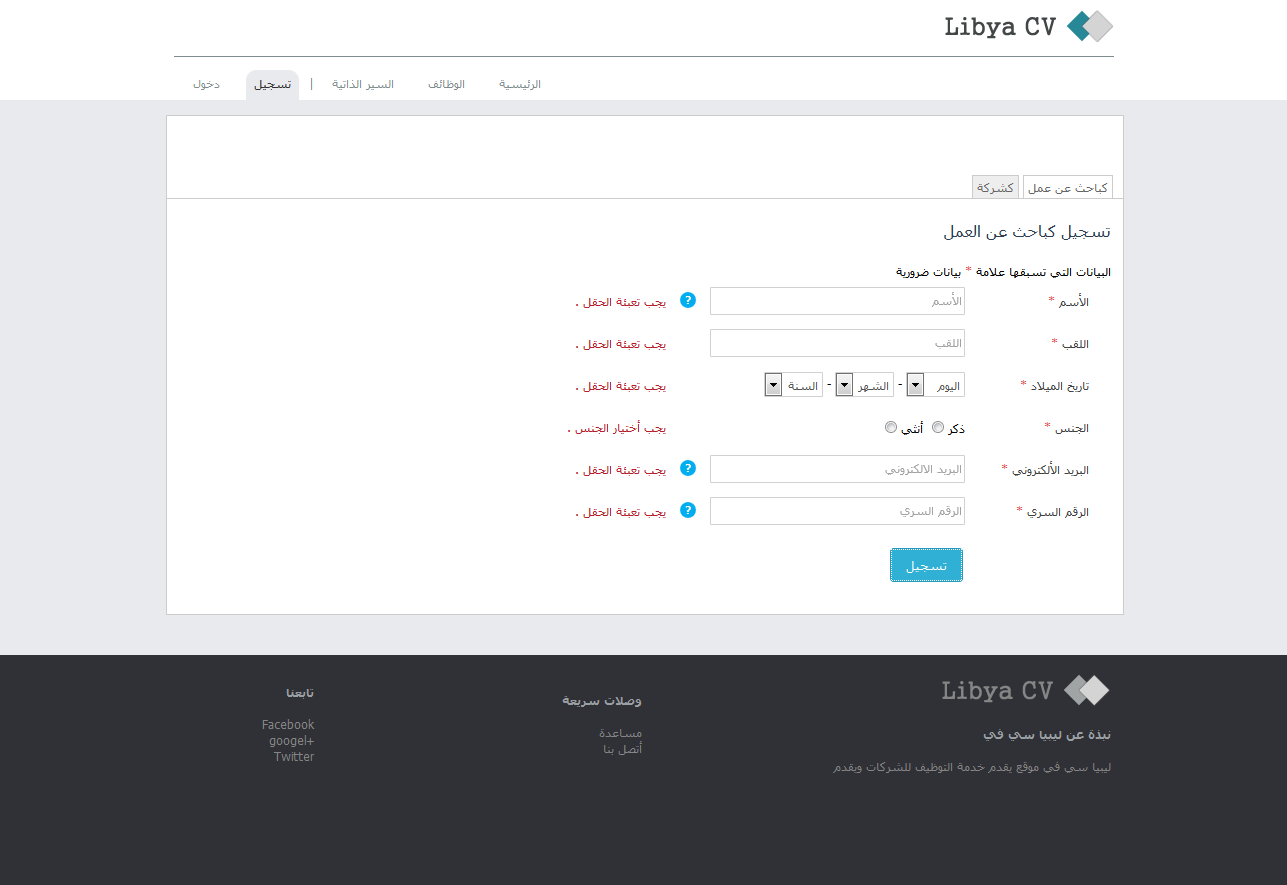 Libya CV
الرئيسية الوظائف السير الذاتية | تسجيل دخول
كباحث عن عمل كشركة
تسجيل كباحث عن العمل
البيانات التي تسبقها علامة * بيانات ضرورية
الأسم * الأسم ? يجب تعبئة الحقل .
اللقب * اللقب يجب تعبئة الحقل .
تاريخ الميلاد * اليوم - الشهر - السنة يجب تعبئة الحقل .
الجنس * ذكر أنثي يجب أختيار الجنس .
البريد الألكتروني * البريد الالكتروني ? يجب تعبئة الحقل .
الرقم السري * الرقم السري ? يجب تعبئة الحقل .
تسجيل
Libya CV
نبذة عن ليبيا سي في
ليبيا سي في موقع يقدم خدمة التوظيف للشركات ويقدم
وصلات سريعة
مساعدة
أتصل بنا
تابعنا
Facebook
googel+
Twitter